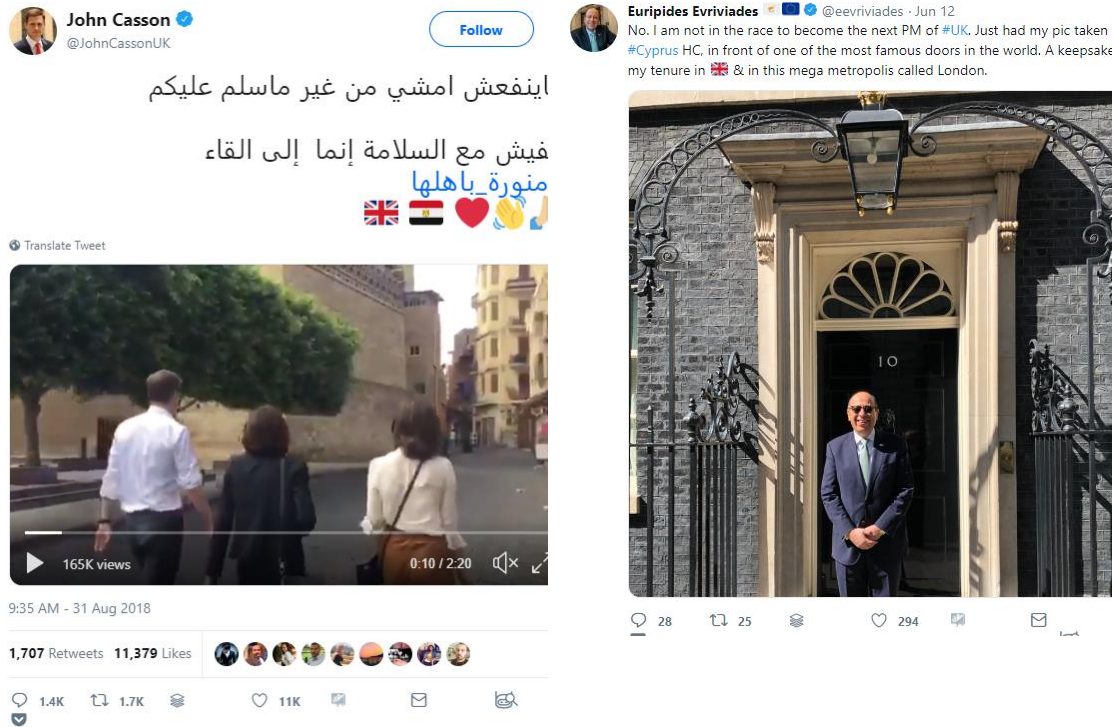 John Casson
@JohnCassonUK
Follow
اينفعش امشي من غير ماسلم عليكم
فيش مع السلامة إنما إلى القاء
منورة_باهلها
Translate Tweet
165K views
0:10 / 2:20
9:35 AM - 31 Aug 2018
1,707 Retweets 11,379 Likes
1.4K 1.7K 11K
Euripides Evriviades @eevriviades · Jun 12
No. I am not in the race to become the next PM of #UK. Just had my pic taken
#Cyprus HC, in front of one of the most famous doors in the world. A keepsake
my tenure in & in this mega metropolis called London.
10
28 25 294